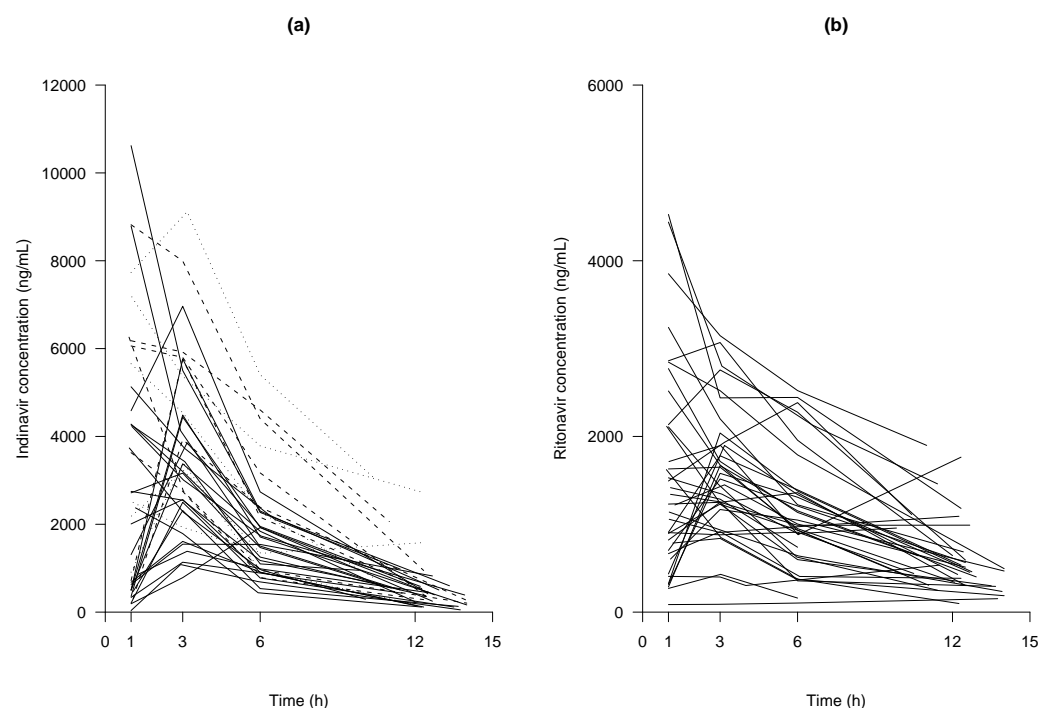 (a)
Indinavir concentration (ng/mL)
12000
10000
8000
6000
4000
2000
0
0 1 3 6 12 15
Time (h)
(b)
Ritonavir concentration (ng/mL)
6000
4000
2000
0
0 1 3 6 12 15
Time (h)